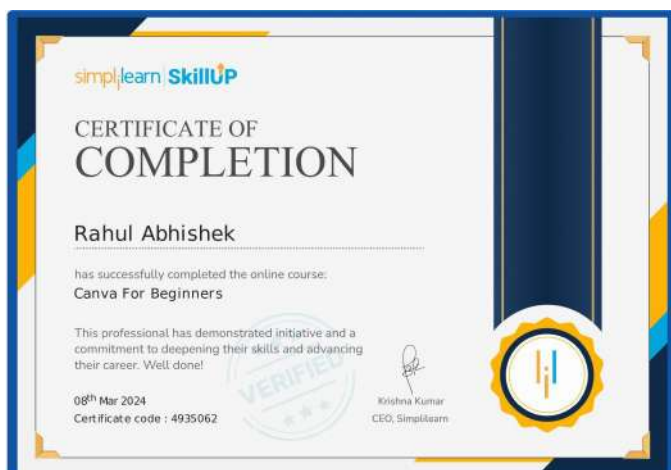 simplilearn | SkillUP
CERTIFICATE OF
COMPLETION
Rahul Abhishek
has successfully completed the online course:
Canva For Beginners
This professional has demonstrated initiative and a
commitment to deepening their skills and advancing
their career. Well done!
VERIFIED
08th Mar 2024
Certificate code : 4935062
Krishna Kumar
CEO, Simplilearn